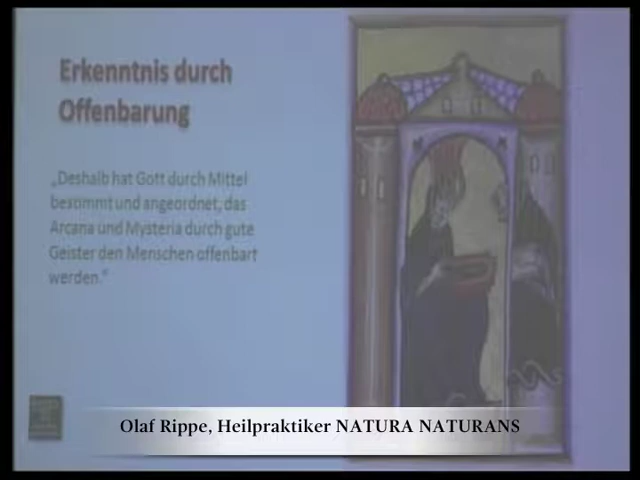 Erkenntnis durch
Offenbarung
„Deshalb hat Gott durch Mittel
bestimmt und angeordnet, das
Arcana und Mysteria durch gute
Geister den Menschen offenbart
werden."
Olaf Rippe, Heilpraktiker NATURA NATURANS